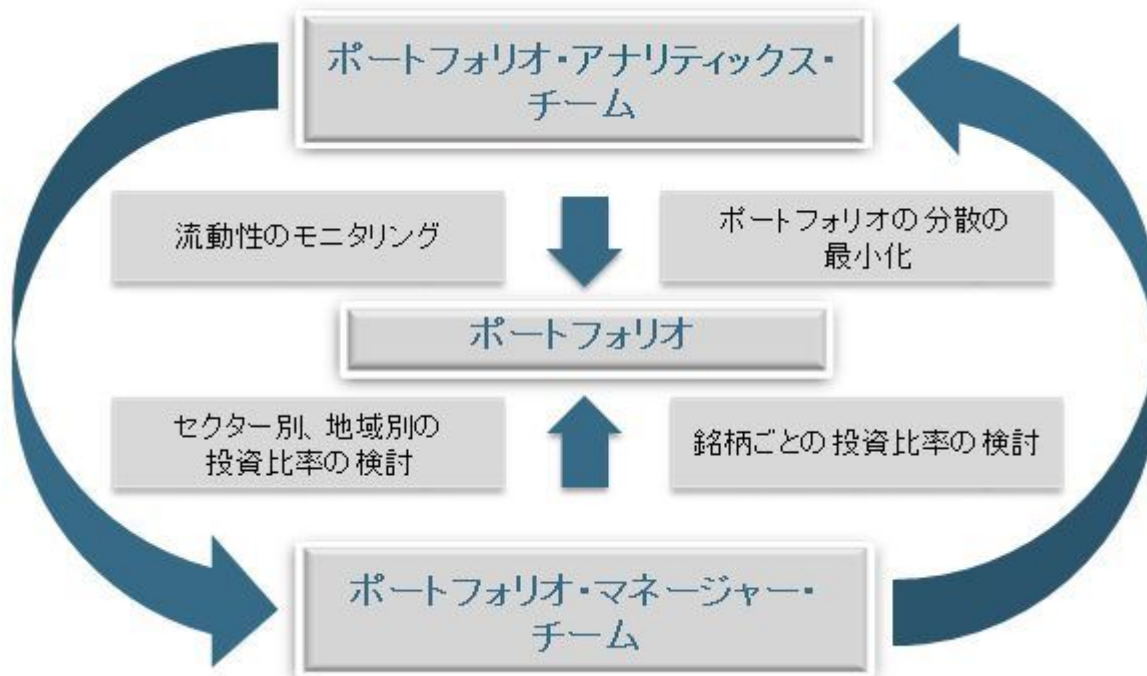 ポートフォリオ・アナリティックス・
チーム
流動性のモニタリング
ポートフォリオの分散の
最小化
ポートフォリオ
セクター別、地域別の
投資比率の検討
銘柄ごとの投資比率の検討
ポートフォリオ・マネージャー・
チーム